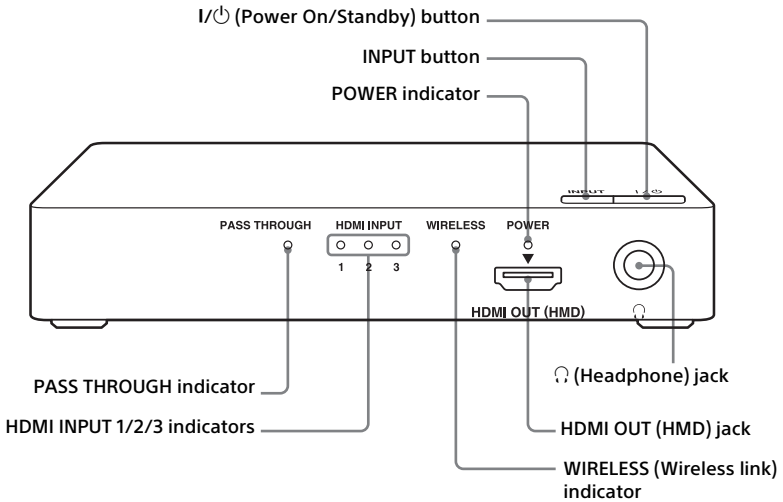 I/⏻ (Power On/Standby) button
INPUT button
POWER indicator
INPUT I/⏻
PASS THROUGH HDMI INPUT WIRELESS POWER
1 2 3
HDMI OUT (HMD)
PASS THROUGH indicator
HDMI INPUT 1/2/3 indicators
🎧 (Headphone) jack
HDMI OUT (HMD) jack
WIRELESS (Wireless link)
indicator